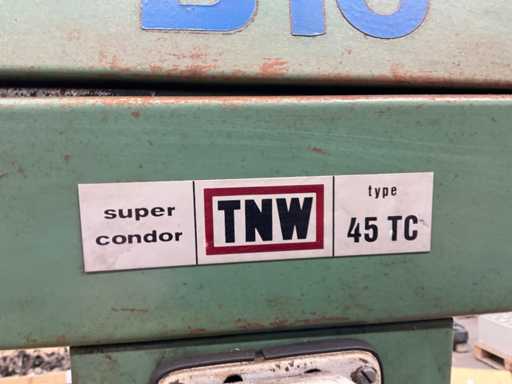 super
condor
TNW
type
45 TC